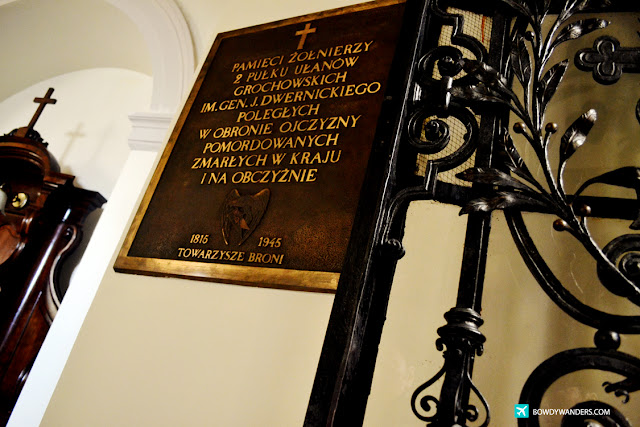 PAMIĘCI ŻOŁNIERZY
2 PUŁKU UŁANÓW
GROCHOWSKICH
IM. GEN. J. DWERNICKIEGO
POLEGŁYCH
W OBRONIE OJCZYZNY
POMORDOWANYCH
ZMARŁYCH W KRAJU
I NA OBCZYŹNIE
1815 1945
TOWARZYSZE BRONI
BOWDYWANDERS.COM